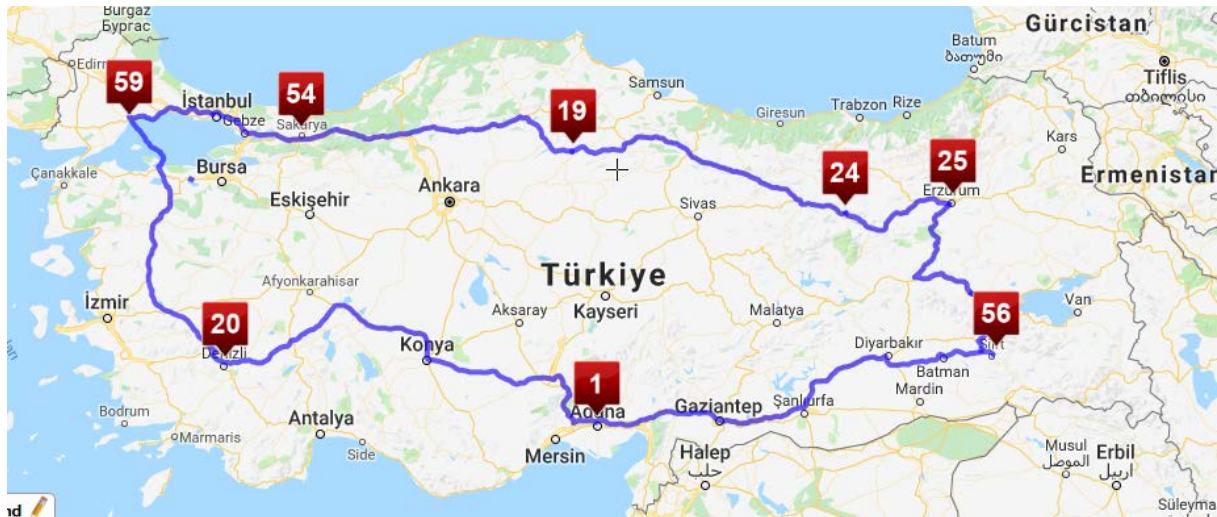 Burgaz
Бургас
Gürcistan
Batum
ბათუმი
Tiflis
თბილისი
59
54
19
24
25
İstanbul
Gebze
Sakarya
Samsun
Giresun
Trabzon
Rize
Kars
Ermenistan
Çanakkale
Bursa
Eskişehir
Ankara
Sivas
Erzurum
Türkiye
Kayseri
Afyonkarahisar
Aksaray
Malatya
Van
İzmir
20
Denizli
Konya
56
Siirt
Diyarbakır
Batman
Mardin
1
Adana
Gaziantep
Şanlıurfa
Bodrum
Marmaris
Antalya
Side
Mersin
Halep
حلب
Musul
الموصل
Erbil
اربيل
Süleyma
nd